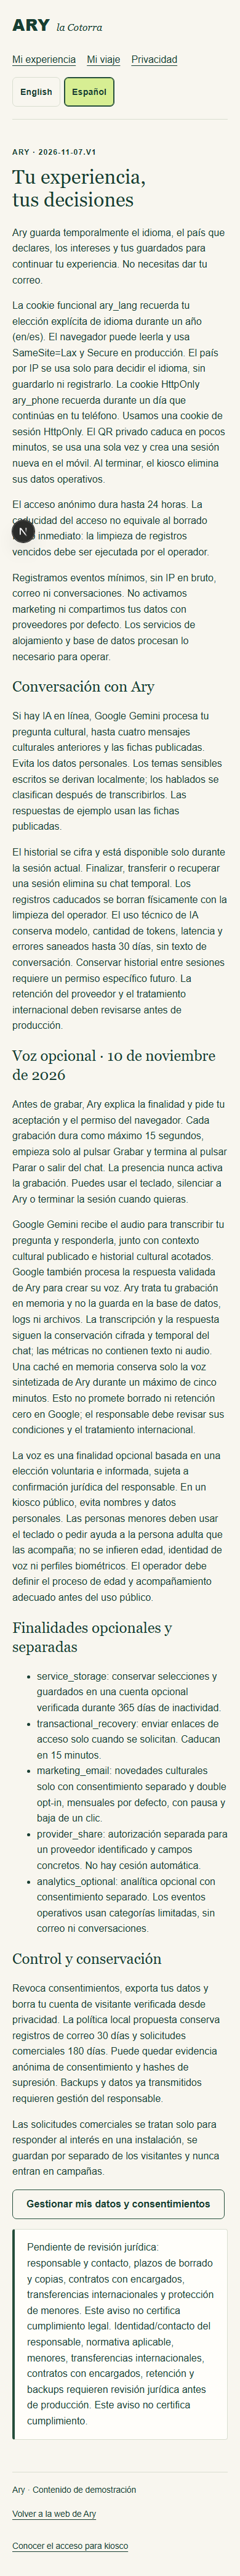 ARY la Cotorra
Mi experiencia Mi viaje Privacidad
English Español
ARY · 2026-11-07.V1
Tu experiencia,
tus decisiones
Ary guarda temporalmente el idioma, el país que
declares, los intereses y tus guardados para
continuar tu experiencia. No necesitas dar tu
correo.
La cookie funcional ary_lang recuerda tu
elección explícita de idioma durante un año
(en/es). El navegador puede leerla y usa
SameSite=Lax y Secure en producción. El país
por IP se usa solo para decidir el idioma, sin
guardarlo ni registrarlo. La cookie HttpOnly
ary_phone recuerda durante un día que
continúas en tu teléfono. Usamos una cookie de
sesión HttpOnly. El QR privado caduca en pocos
minutos, se usa una sola vez y crea una sesión
nueva en el móvil. Al terminar, el kiosco elimina
sus datos operativos.
El acceso anónimo dura hasta 24 horas. La
caducidad del acceso no equivale al borrado
N
inmediato: la limpieza de registros
vencidos debe ser ejecutada por el operador.
Registramos eventos mínimos, sin IP en bruto,
correo ni conversaciones. No activamos
marketing ni compartimos tus datos con
proveedores por defecto. Los servicios de
alojamiento y base de datos procesan lo
necesario para operar.
Conversación con Ary
Si hay IA en línea, Google Gemini procesa tu
pregunta cultural, hasta cuatro mensajes
culturales anteriores y las fichas publicadas.
Evita los datos personales. Los temas sensibles
escritos se derivan localmente; los hablados se
clasifican después de transcribirlos. Las
respuestas de ejemplo usan las fichas
publicadas.
El historial se cifra y está disponible solo durante
la sesión actual. Finalizar, transferir o recuperar
una sesión elimina su chat temporal. Los
registros caducados se borran físicamente con la
limpieza del operador. El uso técnico de IA
conserva modelo, cantidad de tokens, latencia y
errores saneados hasta 30 días, sin texto de
conversación. Conservar historial entre sesiones
requiere un permiso específico futuro. La
retención del proveedor y el tratamiento
internacional deben revisarse antes de
producción.
Voz opcional · 10 de noviembre
de 2026
Antes de grabar, Ary explica la finalidad y pide tu
aceptación y el permiso del navegador. Cada
grabación dura como máximo 15 segundos,
empieza solo al pulsar Grabar y termina al pulsar
Parar o salir del chat. La presencia nunca activa
la grabación. Puedes usar el teclado, silenciar a
Ary o terminar la sesión cuando quieras.
Google Gemini recibe el audio para transcribir tu
pregunta y responderla, junto con contexto
cultural publicado e historial cultural acotados.
Google también procesa la respuesta validada
de Ary para crear su voz. Ary trata tu grabación
en memoria y no la guarda en la base de datos,
logs ni archivos. La transcripción y la respuesta
siguen la conservación cifrada y temporal del
chat; las métricas no contienen texto ni audio.
Una caché en memoria conserva solo la voz
sintetizada de Ary durante un máximo de cinco
minutos. Esto no promete borrado ni retención
cero en Google; el responsable debe revisar sus
condiciones y el tratamiento internacional.
La voz es una finalidad opcional basada en una
elección voluntaria e informada, sujeta a
confirmación jurídica del responsable. En un
kiosco público, evita nombres y datos
personales. Las personas menores deben usar
el teclado o pedir ayuda a la persona adulta que
las acompaña; no se infieren edad, identidad de
voz ni perfiles biométricos. El operador debe
definir el proceso de edad y acompañamiento
adecuado antes del uso público.
Finalidades opcionales y
separadas
• service_storage: conservar selecciones y
guardados en una cuenta opcional
verificada durante 365 días de inactividad.
• transactional_recovery: enviar enlaces de
acceso solo cuando se solicitan. Caducan
en 15 minutos.
• marketing_email: novedades culturales
solo con consentimiento separado y double
opt-in, mensuales por defecto, con pausa y
baja de un clic.
• provider_share: autorización separada para
un proveedor identificado y campos
concretos. No hay cesión automática.
• analytics_optional: analítica opcional con
consentimiento separado. Los eventos
operativos usan categorías limitadas, sin
correo ni conversaciones.
Control y conservación
Revoca consentimientos, exporta tus datos y
borra tu cuenta de visitante verificada desde
privacidad. La política local propuesta conserva
registros de correo 30 días y solicitudes
comerciales 180 días. Puede quedar evidencia
anónima de consentimiento y hashes de
supresión. Backups y datos ya transmitidos
requieren gestión del responsable.
Las solicitudes comerciales se tratan solo para
responder al interés en una instalación, se
guardan por separado de los visitantes y nunca
entran en campañas.
Gestionar mis datos y consentimientos
Pendiente de revisión jurídica:
responsable y contacto, plazos de borrado
y copias, contratos con encargados,
transferencias internacionales y protección
de menores. Este aviso no certifica
cumplimiento legal. Identidad/contacto del
responsable, normativa aplicable,
menores, transferencias internacionales,
contratos con encargados, retención y
backups requieren revisión jurídica antes
de producción. Este aviso no certifica
cumplimiento.
Ary · Contenido de demostración
Volver a la web de Ary
Conocer el acceso para kiosco